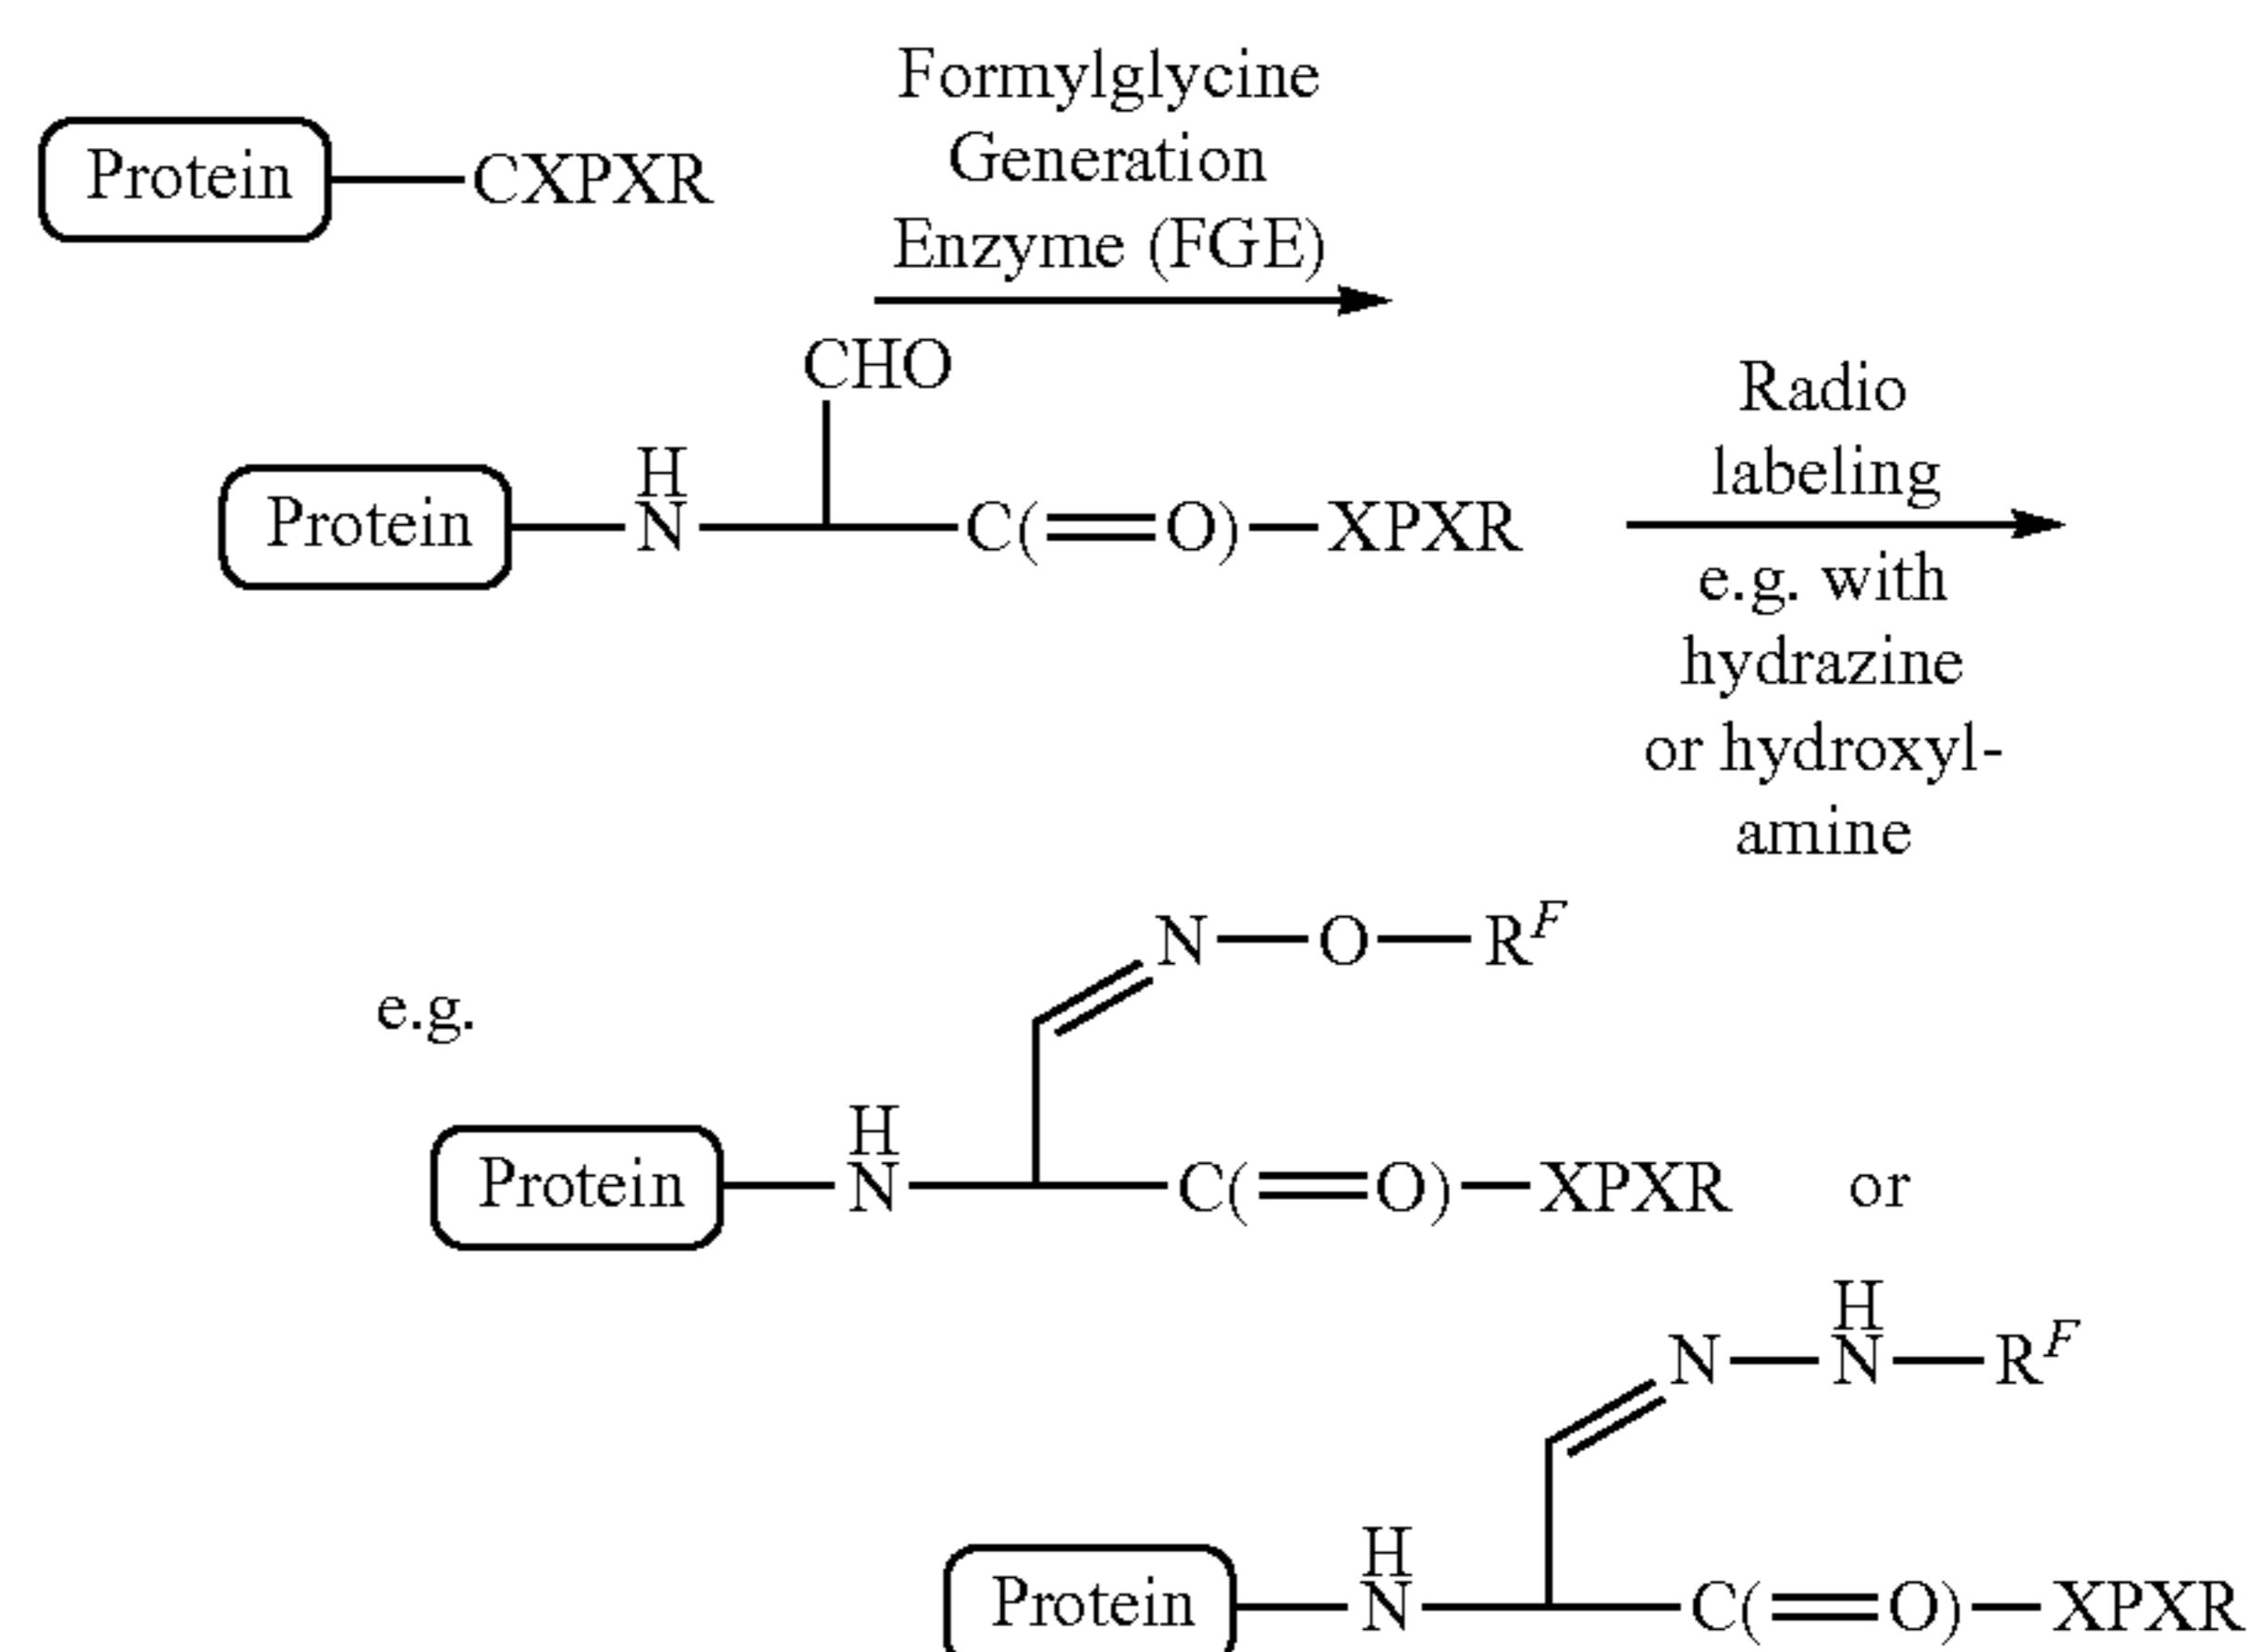 Formylglycine
Generation
Enzyme (FGE)
Protein CXPXR
CHO
H
Protein N C( O) XPXR
Radio
labeling
e.g. with
hydrazine
or hydroxyl-
amine
N O R^F
e.g.
H
Protein N C( O) XPXR or
H
N N R^F
H
Protein N C( O) XPXR